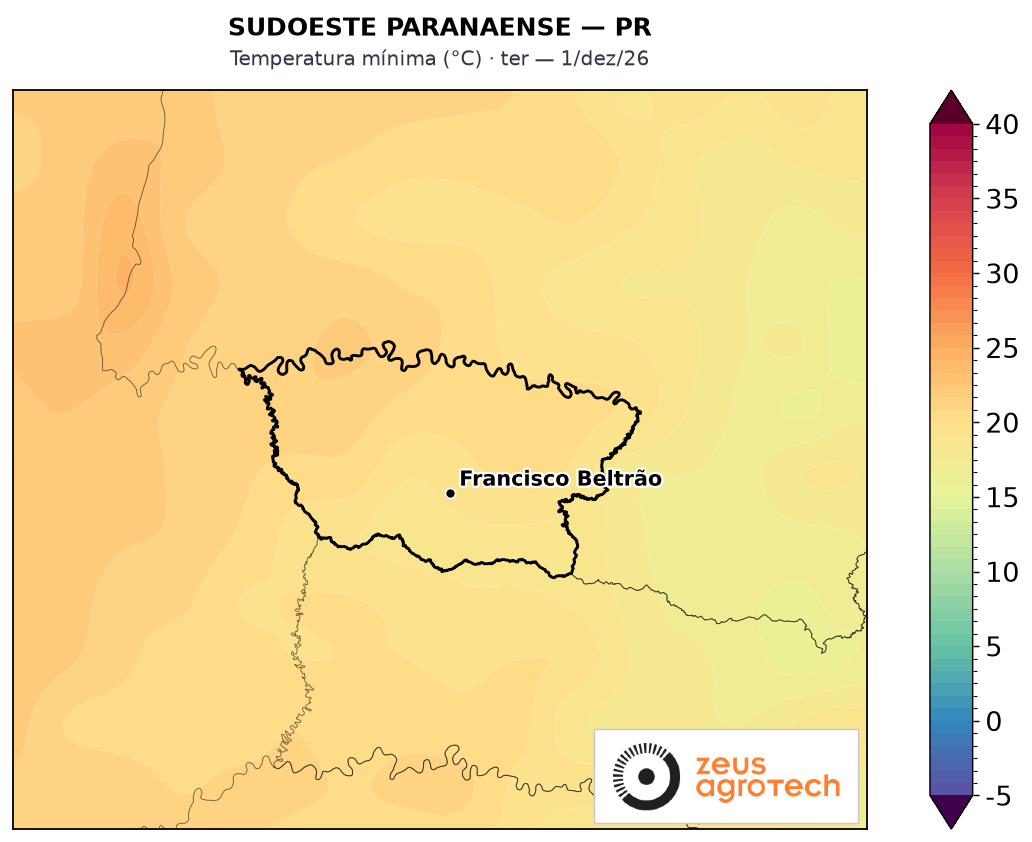 SUDOESTE PARANAENSE — PR
Temperatura mínima (°C) · ter — 1/dez/26
40
35
30
25
20
15
10
5
0
-5
Francisco Beltrão
zeus
agrotech